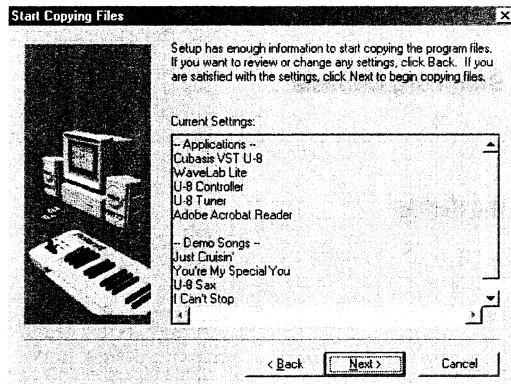 Start Copying Files
Setup has enough information to start copying the program files.
If you want to review or change any settings, click Back. If you
are satisfied with the settings, click Next to begin copying files.
Current Settings:
-- Applications --
Cubasis VST U-8
WaveLab Lite
U-8 Controller
U-8 Tuner
Adobe Acrobat Reader
-- Demo Songs --
Just Cruisin'
You're My Special You
U-8 Sax
I Can't Stop
< Back
Next >
Cancel